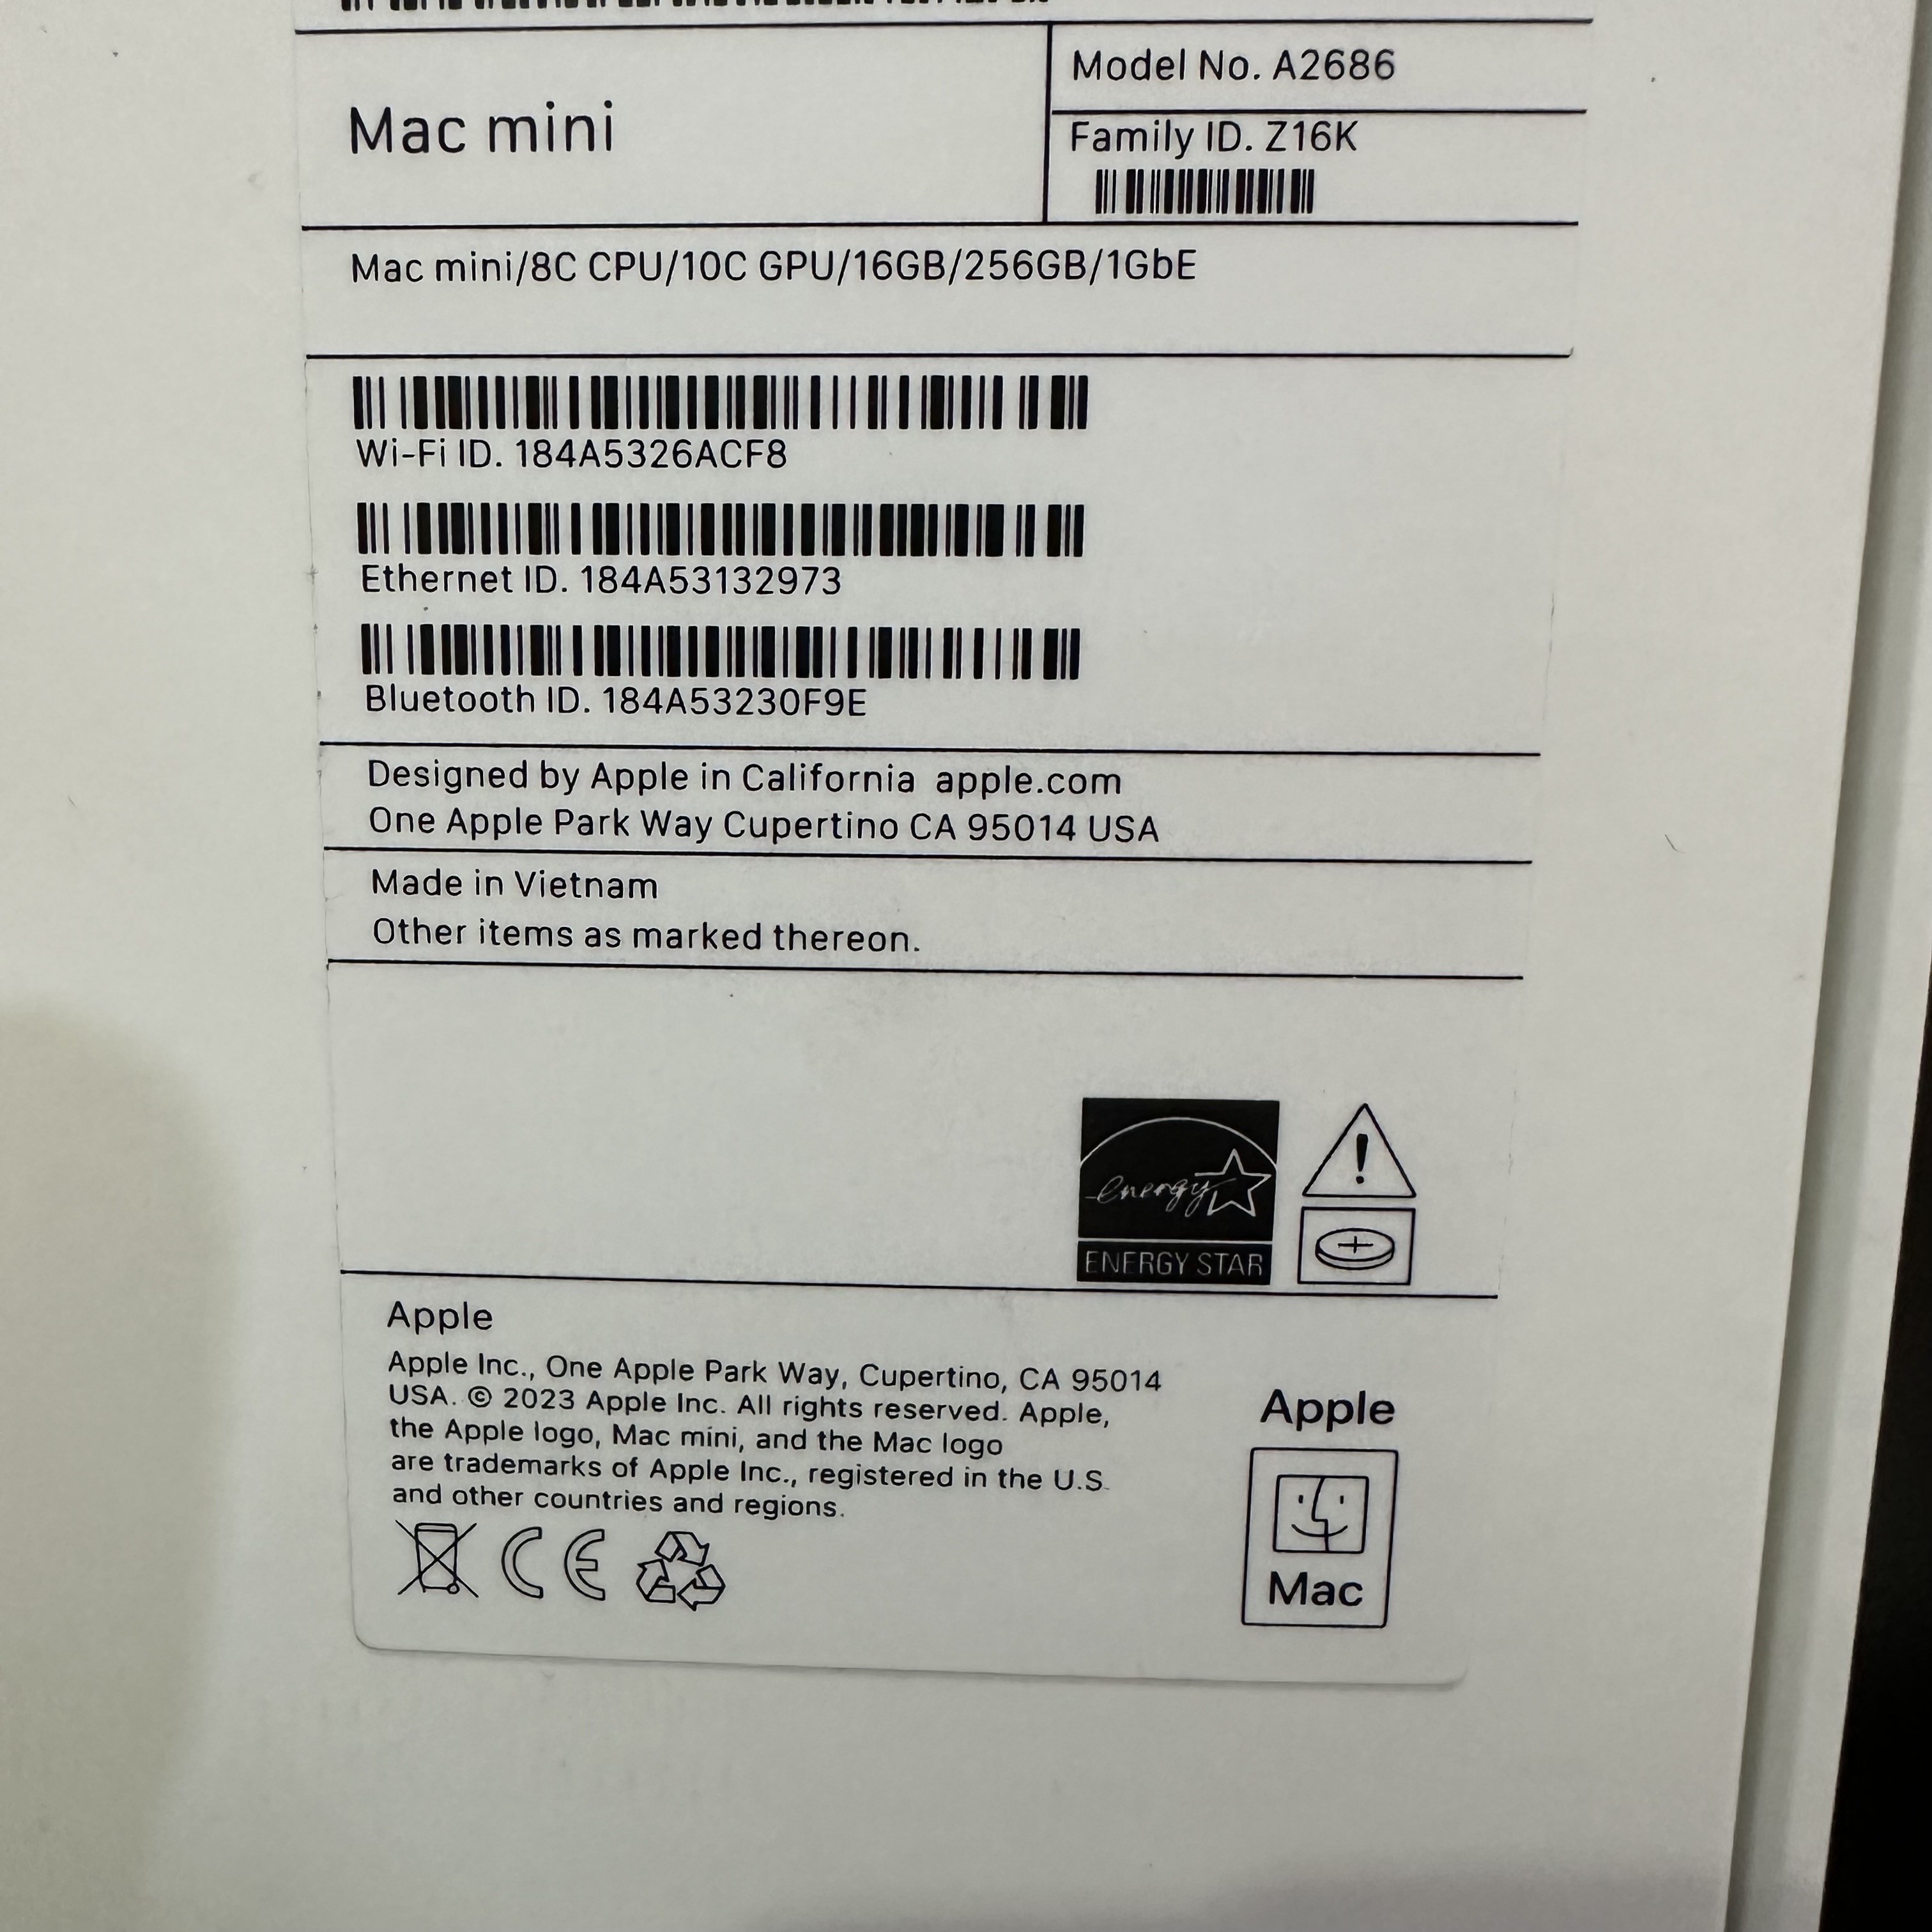 Mac mini
Model No. A2686
Family ID. Z16K
Mac mini/8C CPU/10C GPU/16GB/256GB/1GbE
Wi-Fi ID. 184A5326ACF8
Ethernet ID. 184A53132973
Bluetooth ID. 184A53230F9E
Designed by Apple in California apple.com
One Apple Park Way Cupertino CA 95014 USA
Made in Vietnam
Other items as marked thereon.
energy
ENERGY STAR
Apple
Apple Inc., One Apple Park Way, Cupertino, CA 95014
USA. © 2023 Apple Inc. All rights reserved. Apple,
the Apple logo, Mac mini, and the Mac logo
are trademarks of Apple Inc., registered in the U.S.
and other countries and regions.
CE
Apple
Mac